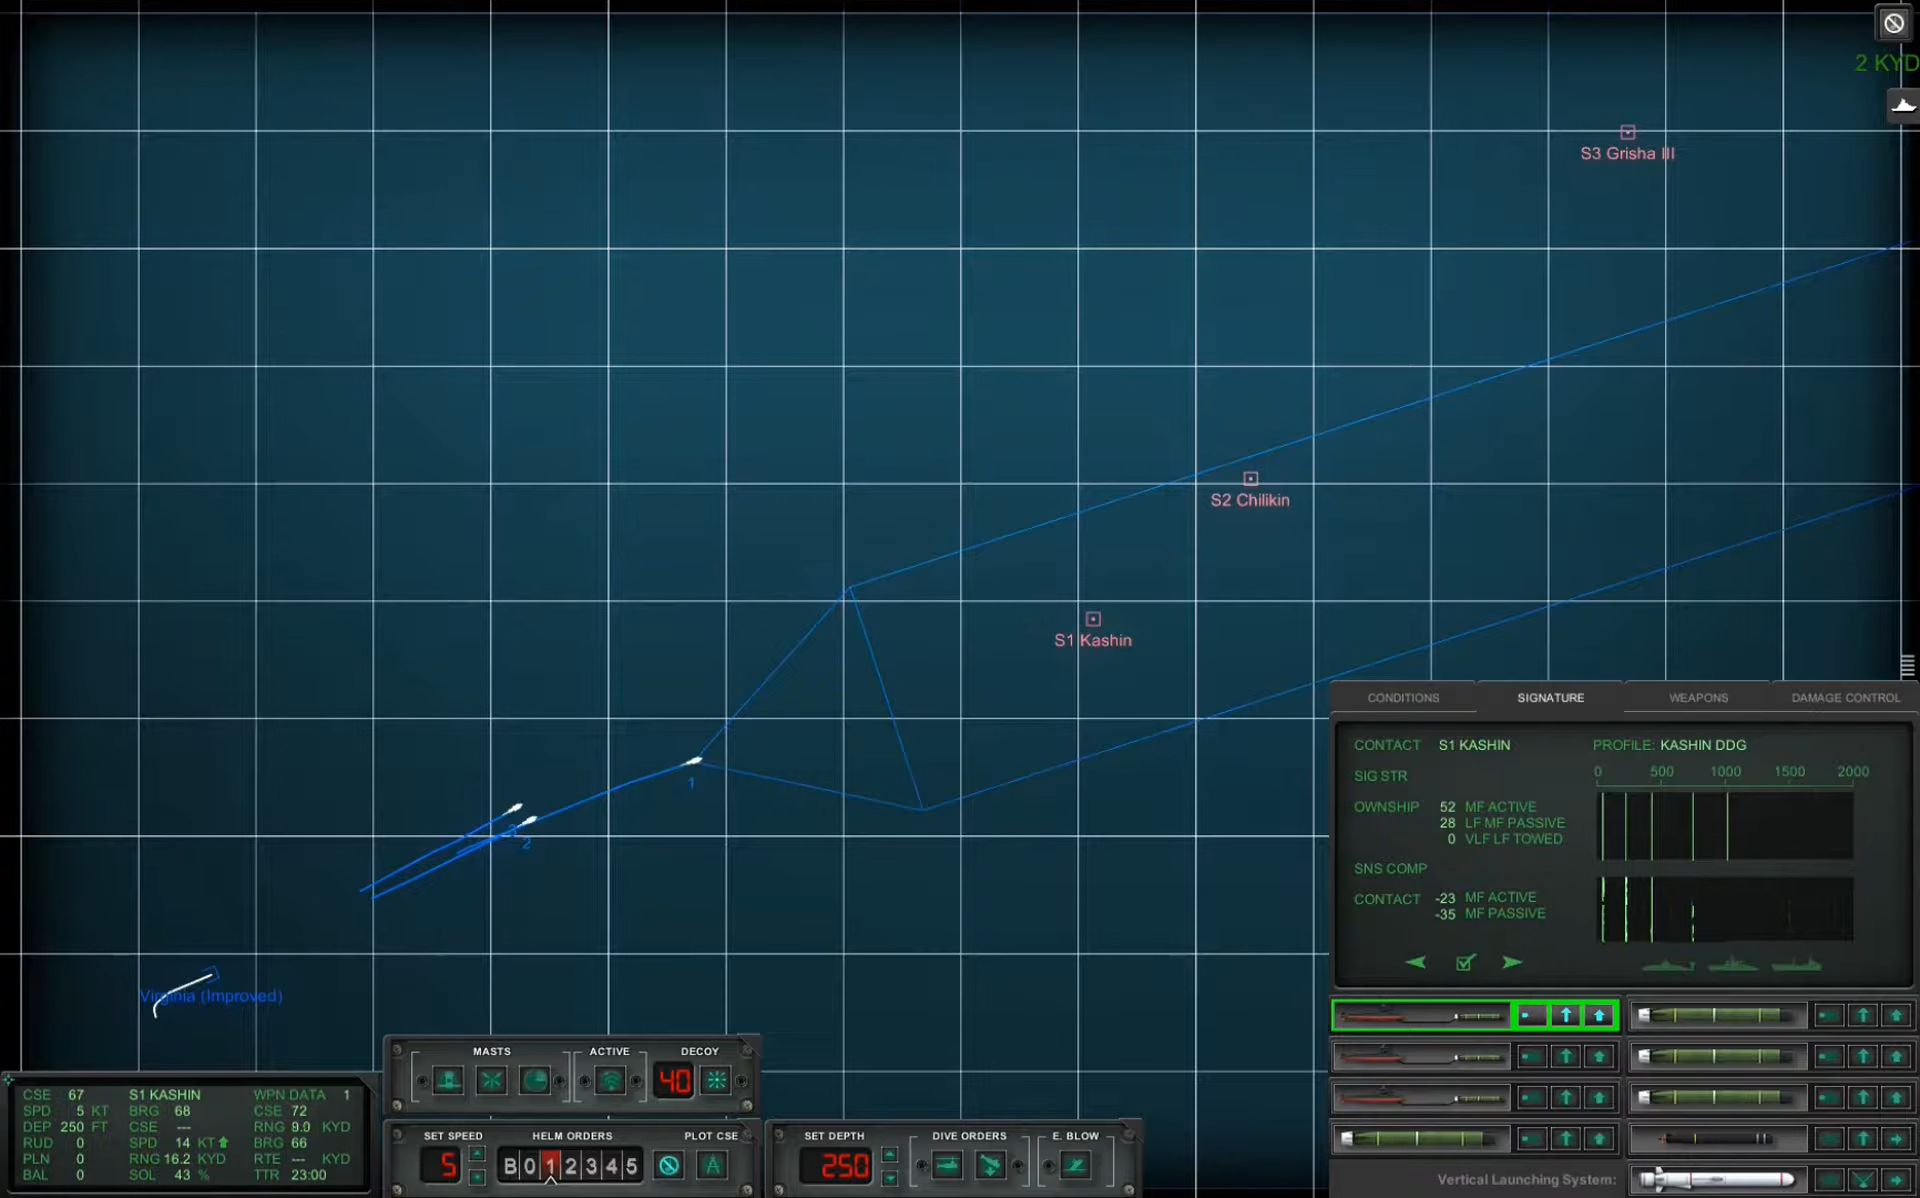 2 KYD
S3 Grisha III
S2 Chilikin
S1 Kashin
1
2
Virginia (Improved)
CONDITIONS SIGNATURE WEAPONS DAMAGE CONTROL
CONTACT S1 KASHIN PROFILE: KASHIN DDG
SIG STR 0 500 1000 1500 2000
OWNSHIP 52 MF ACTIVE
28 LF MF PASSIVE
0 VLF LF TOWED
SNS COMP
CONTACT -23 MF ACTIVE
-35 MF PASSIVE
Vertical Launching System:
MASTS ACTIVE DECOY
40
SET SPEED HELM ORDERS PLOT CSE
5 B 0 1 2 3 4 5
SET DEPTH DIVE ORDERS E. BLOW
250
CSE 67 S1 KASHIN WPN DATA 1
SPD 5 KT BRG 68 CSE 72
DEP 250 FT CSE --- RNG 9.0 KYD
RUD 0 SPD 14 KT BRG 66
PLN 0 RNG 16.2 KYD RTE --- KYD
BAL 0 SOL 43 % TTR 23:00